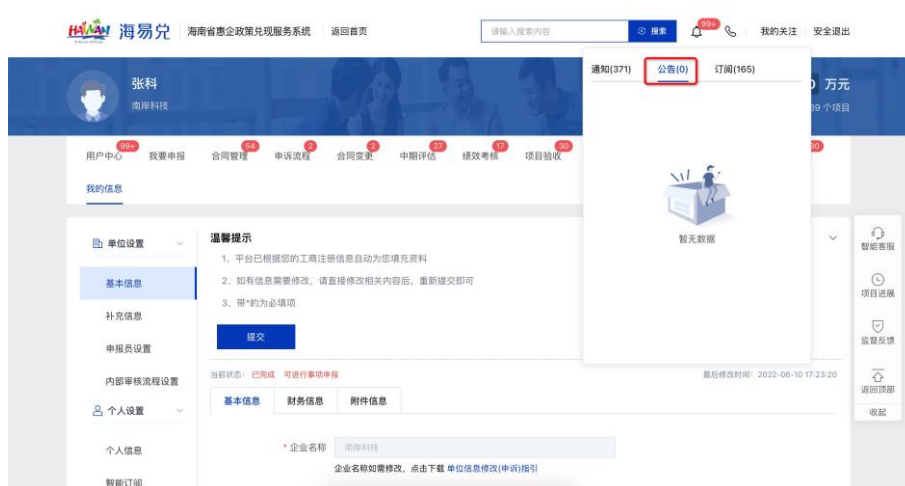 HAINAN 海易兑 海南省惠企政策兑现服务系统 返回首页 请输入搜索内容 搜索 99+ 我的关注 安全退出
通知(371) 公告(0) 订阅(165)
张科 万元
南岸科技 39 个项目
99+ 54 2 2 27 17 30 30
用户中心 我要申报 合同管理 申诉流程 合同变更 中期评估 绩效考核 项目验收
我的信息
暂无数据
单位设置
基本信息
补充信息
申报员设置
内部审核流程设置
个人设置
个人信息
智能订阅
温馨提示
1、平台已根据您的工商注册信息自动为您填充资料
2、如有信息需要修改，请直接修改相关内容后，重新提交即可
3、带*的为必填项
提交
当前状态： 已完成 可进行事项申报 最后修改时间：2022-06-10 17:23:20
基本信息 财务信息 附件信息
* 企业名称 南岸科技
企业名称如需修改，点击下载 单位信息修改(申诉)指引
智能客服
项目进展
监督反馈
返回顶部
收起